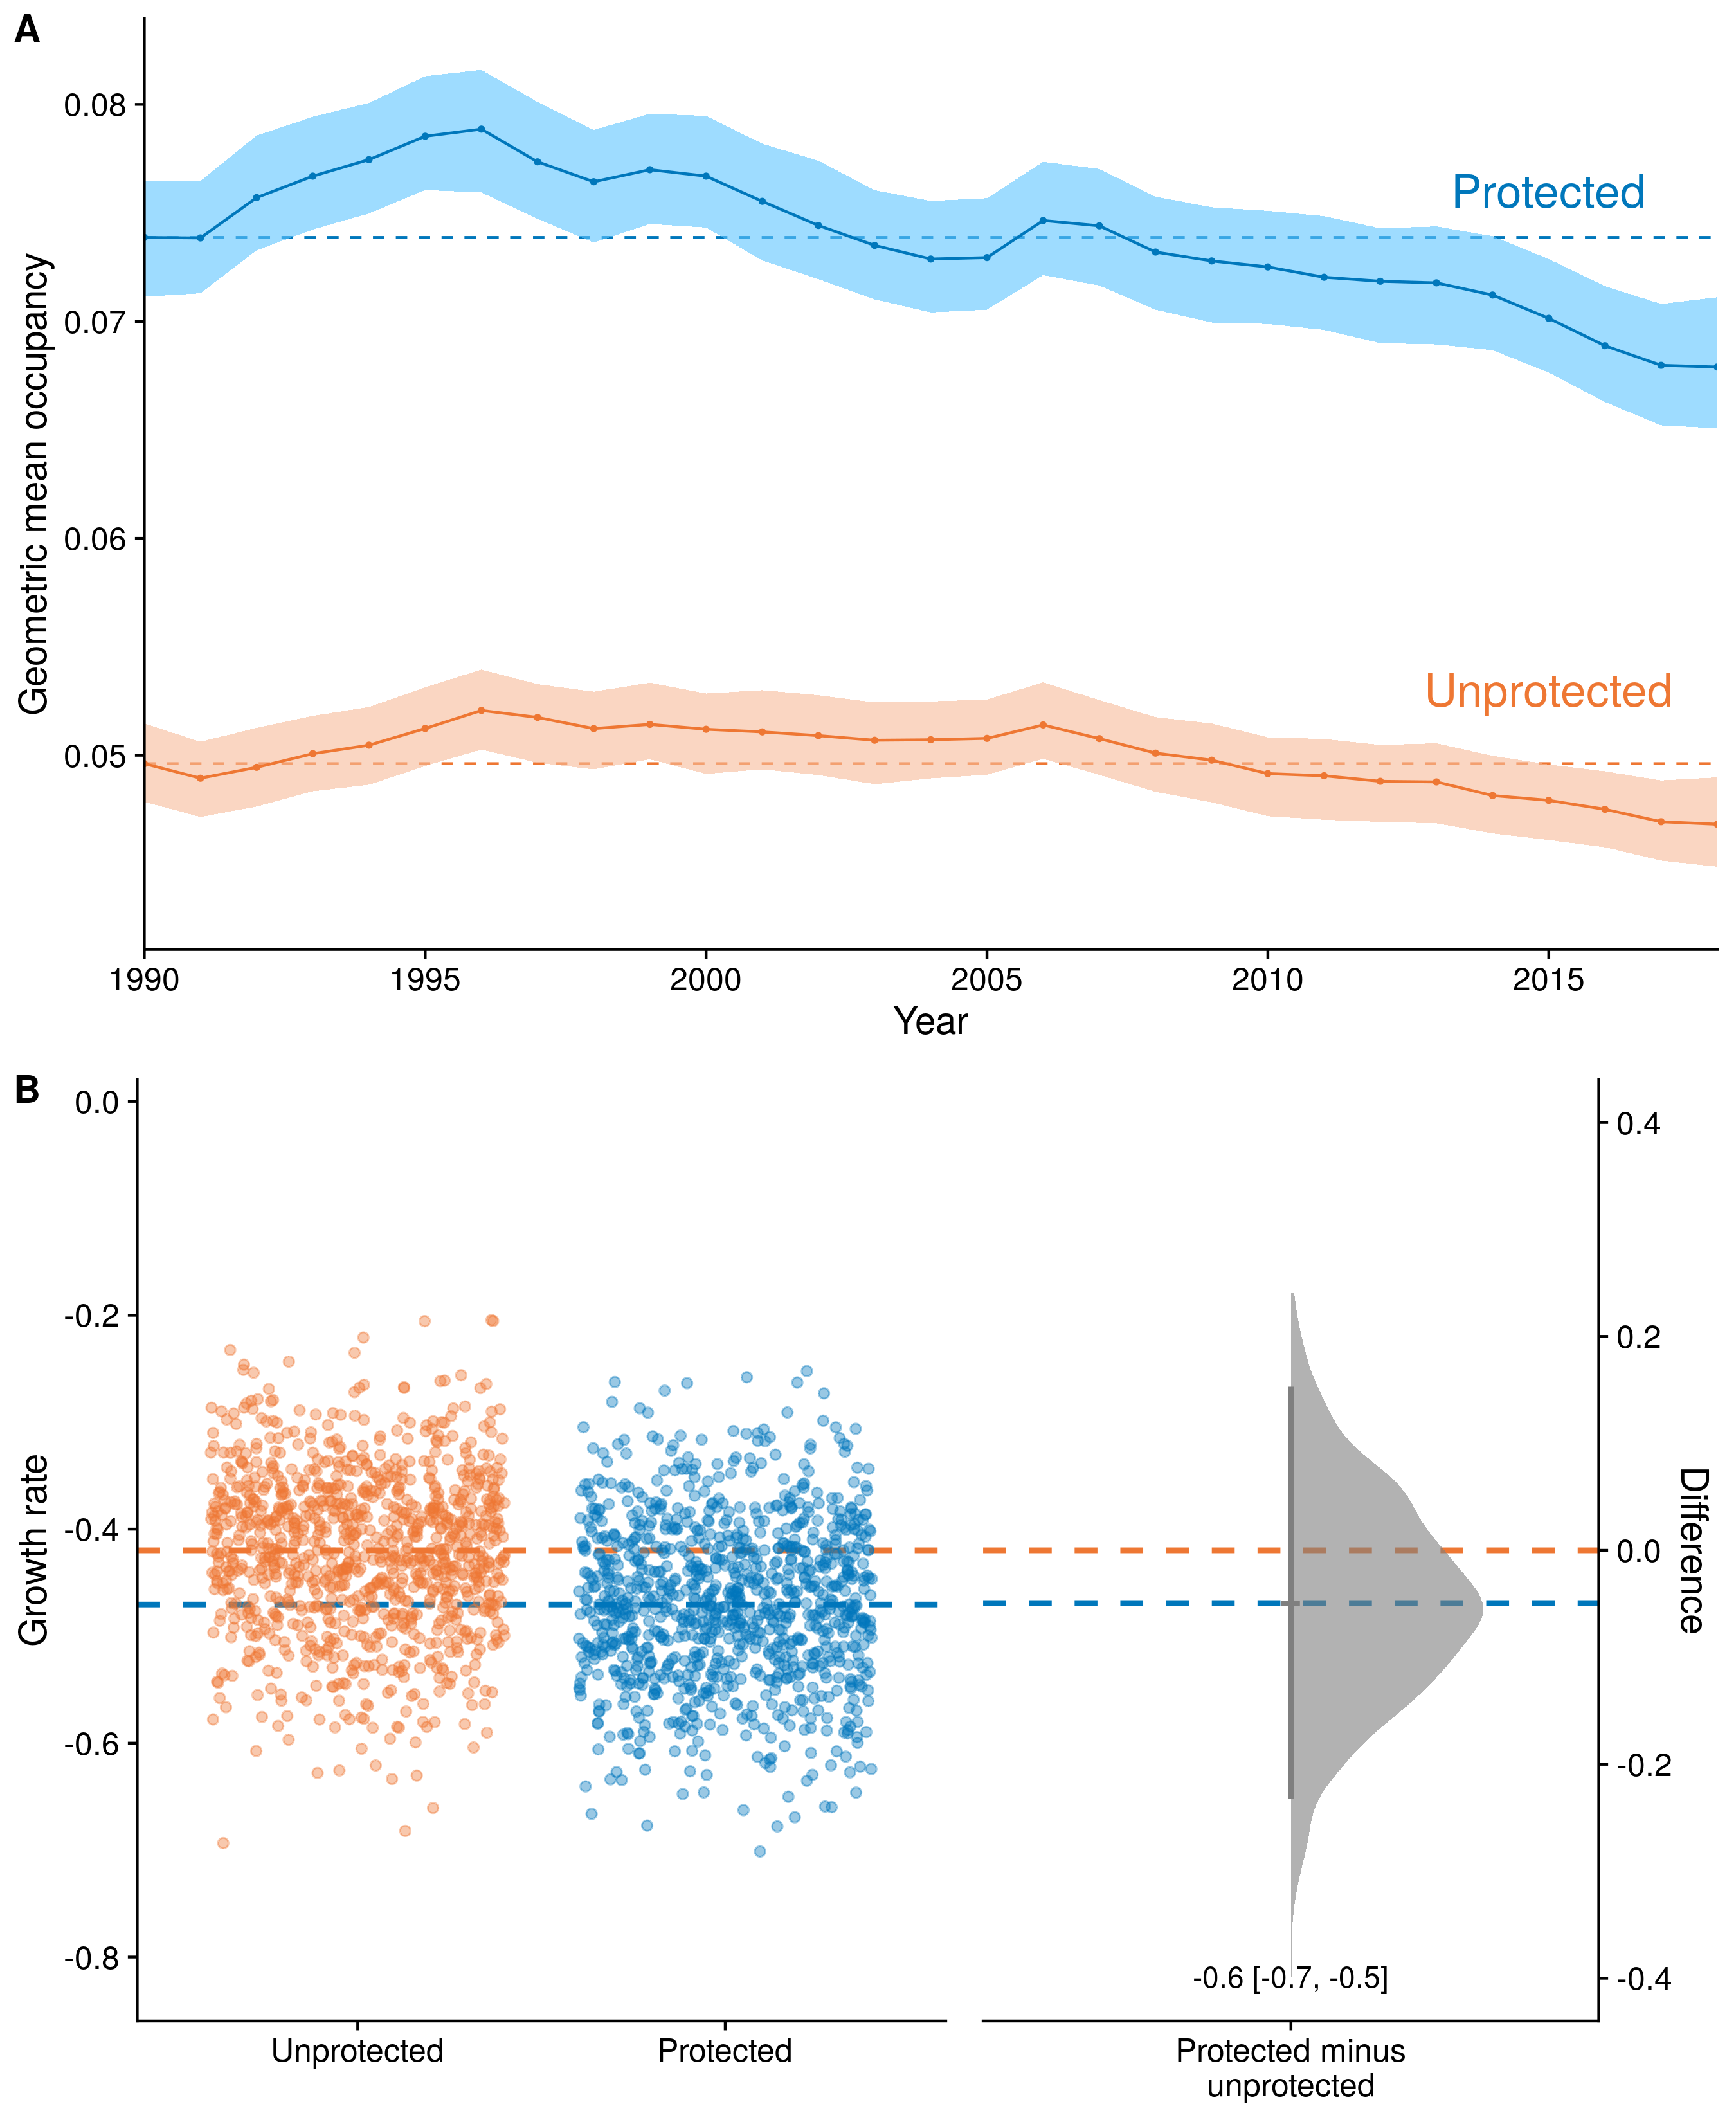 A
0.08
0.07
0.06
0.05
Geometric mean occupancy
Protected
Unprotected
1990 1995 2000 2005 2010 2015
Year
B
0.0
-0.2
-0.4
-0.6
-0.8
Growth rate
0.4
0.2
0.0
-0.2
-0.4
Difference
-0.6 [-0.7, -0.5]
Unprotected Protected Protected minus
unprotected